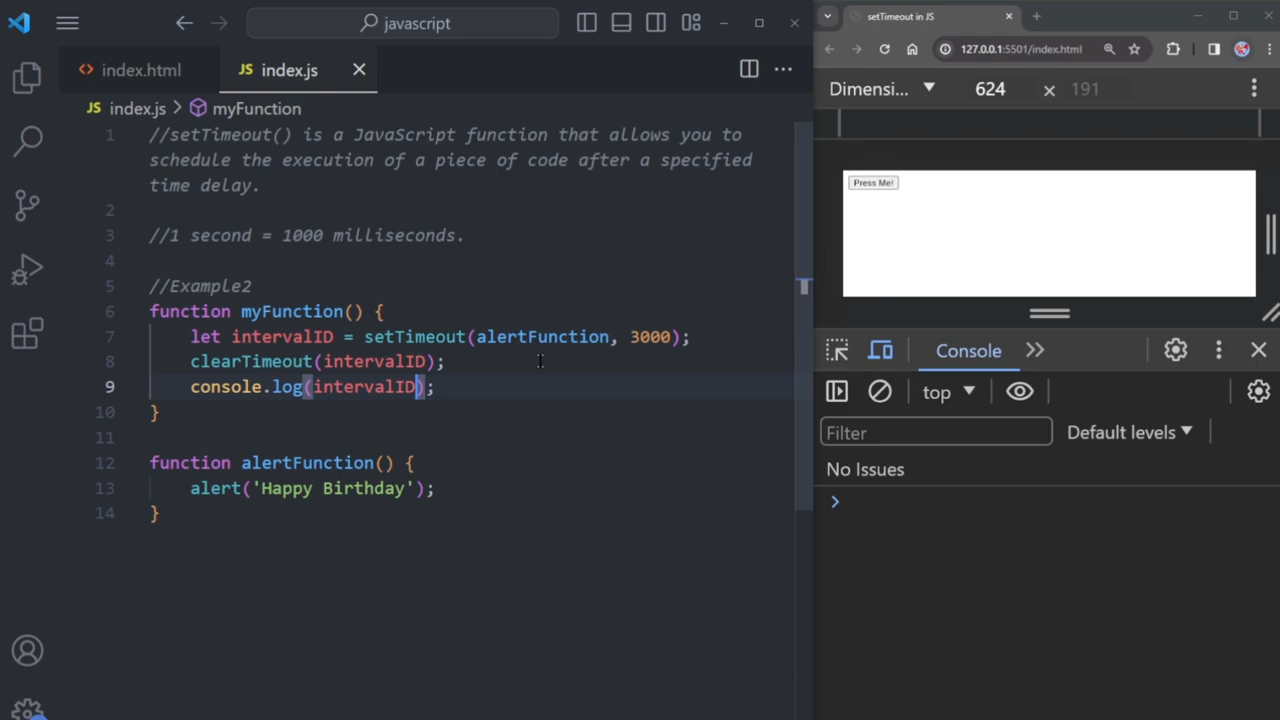 javascript
index.html
JS index.js
JS index.js > myFunction
1 //setTimeout() is a JavaScript function that allows you to
schedule the execution of a piece of code after a specified
time delay.
2
3 //1 second = 1000 milliseconds.
4
5 //Example2
6 function myFunction() {
7 let intervalID = setTimeout(alertFunction, 3000);
8 clearTimeout(intervalID);
9 console.log(intervalID);
10 }
11
12 function alertFunction() {
13 alert('Happy Birthday');
14 }
setTimeout in JS
127.0.0.1:5501/index.html
Dimensi... 624 × 191
Press Me!
Console
top
Filter
Default levels
No Issues